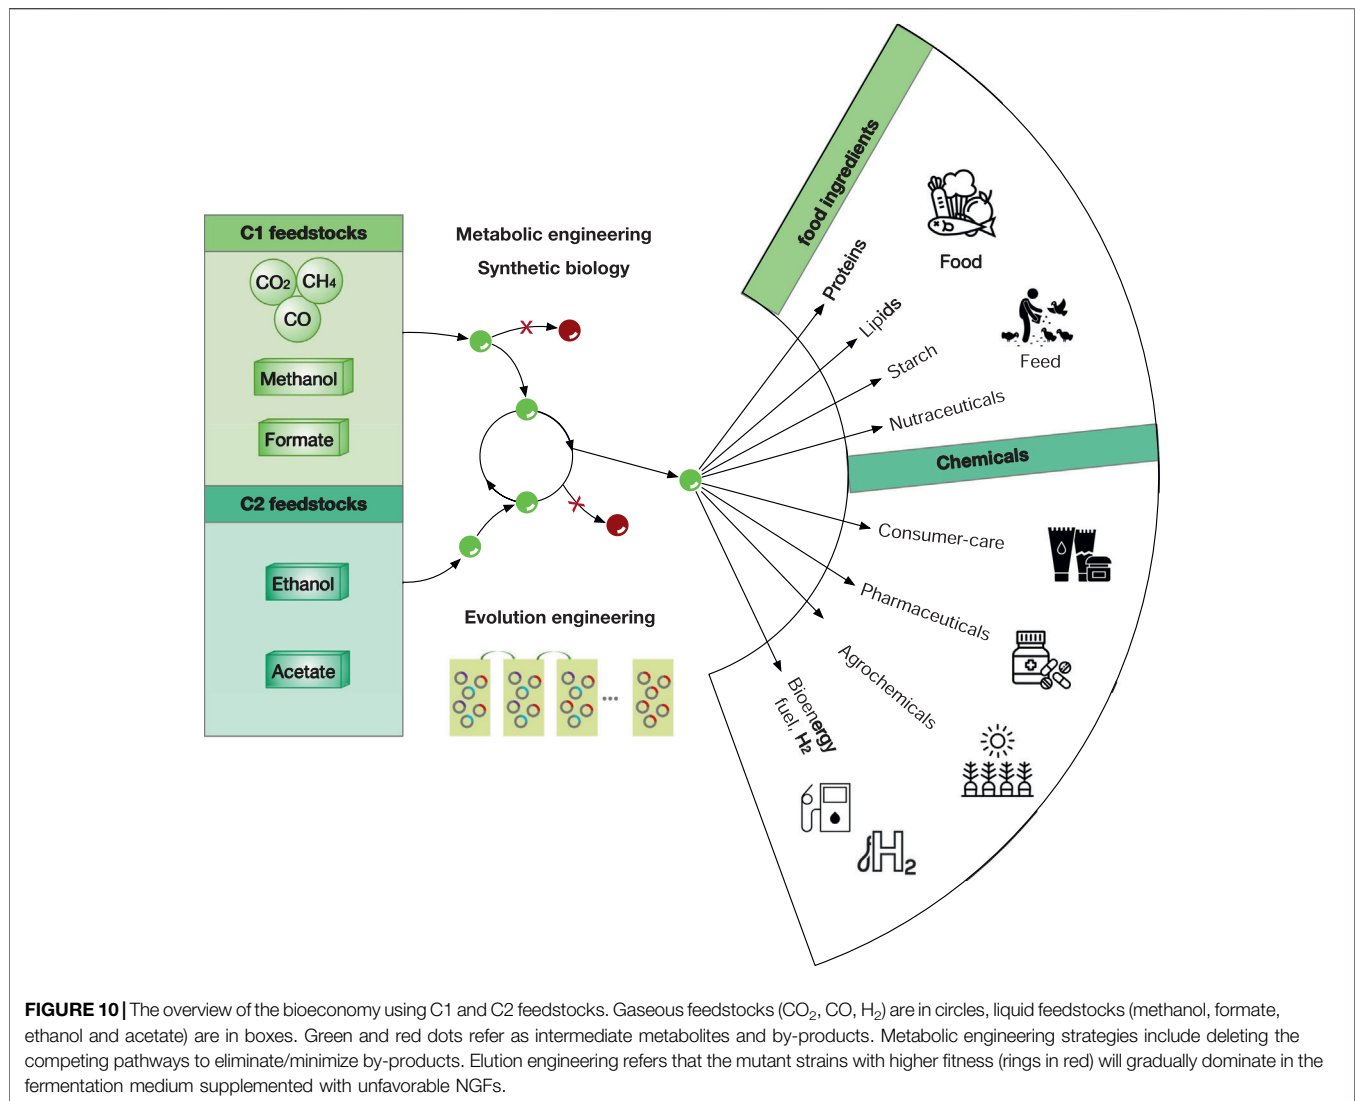 C1 feedstocks
CO2
CH4
CO
Methanol
Formate
C2 feedstocks
Ethanol
Acetate
Metabolic engineering
Synthetic biology
Evolution engineering
food ingredients
Proteins
Lipids
Starch
Nutraceuticals
Food
Feed
Chemicals
Consumer-care
Pharmaceuticals
Agrochemicals
Bioenergy
fuel, H2
H2
FIGURE 10 | The overview of the bioeconomy using C1 and C2 feedstocks. Gaseous feedstocks (CO2, CO, H2) are in circles, liquid feedstocks (methanol, formate,
ethanol and acetate) are in boxes. Green and red dots refer as intermediate metabolites and by-products. Metabolic engineering strategies include deleting the
competing pathways to eliminate/minimize by-products. Elution engineering refers that the mutant strains with higher fitness (rings in red) will gradually dominate in the
fermentation medium supplemented with unfavorable NGFs.